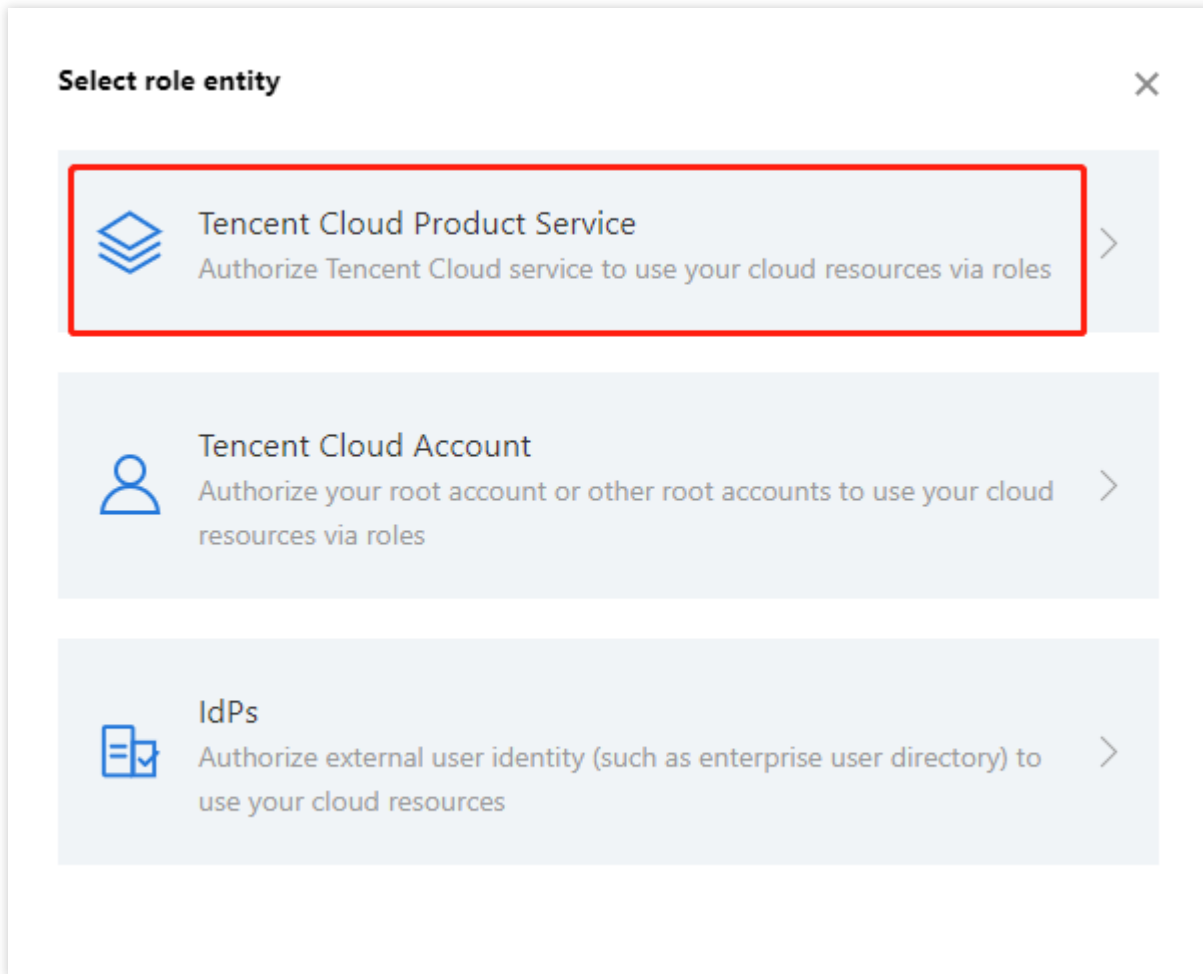 Select role entity
Tencent Cloud Product Service
Authorize Tencent Cloud service to use your cloud resources via roles
Tencent Cloud Account
Authorize your root account or other root accounts to use your cloud
resources via roles
IdPs
Authorize external user identity (such as enterprise user directory) to
use your cloud resources